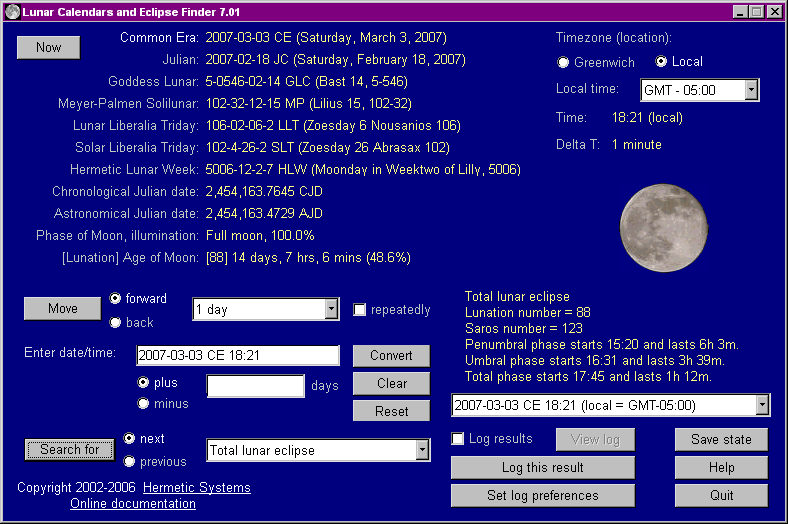 Lunar Calendars and Eclipse Finder 7.01
Now
Common Era: 2007-03-03 CE (Saturday, March 3, 2007)
Julian: 2007-02-18 JC (Saturday, February 18, 2007)
Goddess Lunar: 5-0546-02-14 GLC (Bast 14, 5-546)
Meyer-Palmen Solilunar: 102-32-12-15 MP (Lilius 15, 102-32)
Lunar Liberalia Triday: 106-02-06-2 LLT (Zoesday 6 Nousanios 106)
Solar Liberalia Triday: 102-4-26-2 SLT (Zoesday 26 Abrasax 102)
Hermetic Lunar Week: 5006-12-2-7 HLW (Moonday in Weektwo of Lilly, 5006)
Chronological Julian date: 2,454,163.7645 CJD
Astronomical Julian date: 2,454,163.4729 AJD
Phase of Moon, illumination: Full moon, 100.0%
[Lunation] Age of Moon: [88] 14 days, 7 hrs, 6 mins (48.6%)
Timezone (location):
Greenwich Local
Local time: GMT - 05:00
Time: 18:21 (local)
Delta T: 1 minute
Move
forward
back
1 day
repeatedly
Enter date/time: 2007-03-03 CE 18:21
Convert
plus
minus
days
Clear
Reset
Search for
next
previous
Total lunar eclipse
Copyright 2002-2006 Hermetic Systems
Online documentation
Total lunar eclipse
Lunation number = 88
Saros number = 123
Penumbral phase starts 15:20 and lasts 6h 3m.
Umbral phase starts 16:31 and lasts 3h 39m.
Total phase starts 17:45 and lasts 1h 12m.
2007-03-03 CE 18:21 (local = GMT-05:00)
Log results View log Save state
Log this result Help
Set log preferences Quit